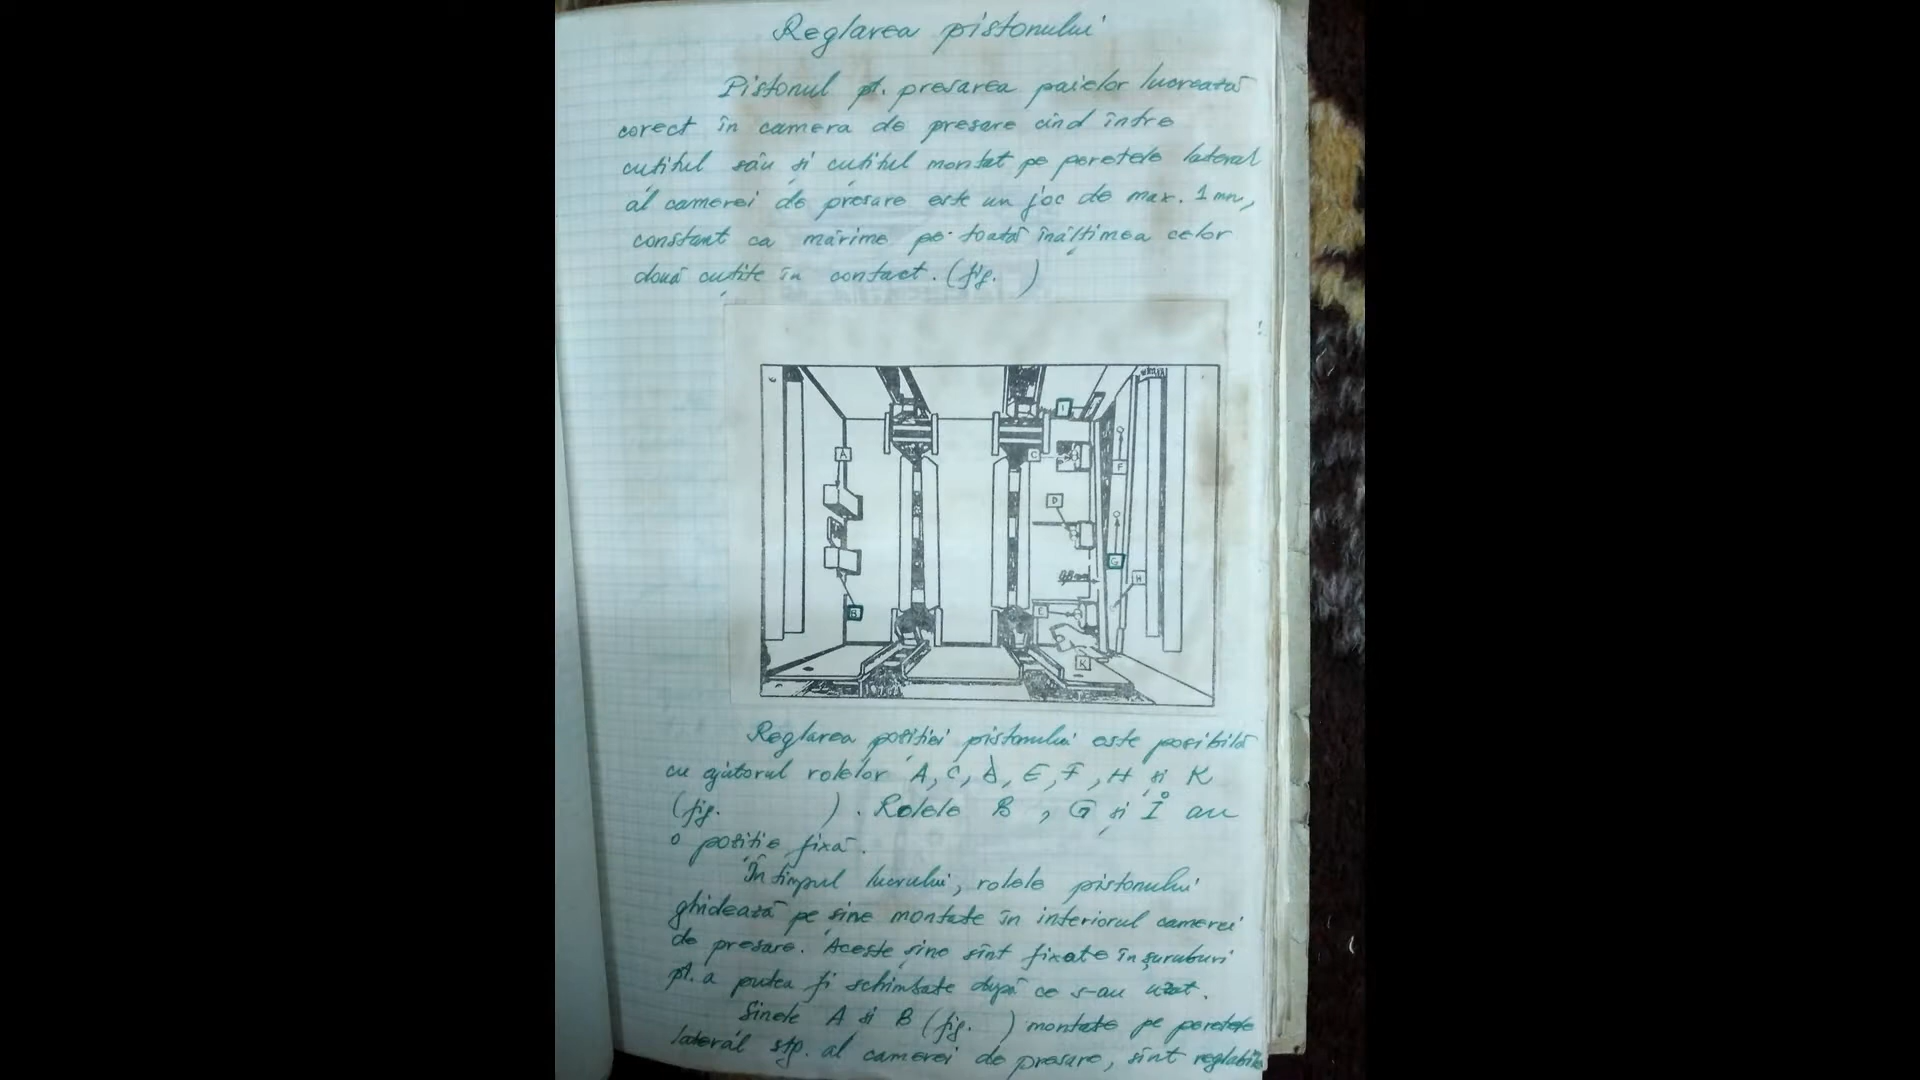 Reglarea pistonului
Pistonul pt. presarea paielor lucrează
corect în camera de presare cînd între
cuțitul său și cuțitul montat pe peretele lateral
al camerei de presare este un joc de max. 1 mm,
constant ca mărime pe toată înălțimea celor
două cuțite în contact. (fig. )
I
A
C
F
D
G
H
B
E
K
Reglarea poziției pistonului este posibilă
cu ajutorul rolelor A, C, D, E, F, H și K
(fig. ). Rolele B, G și I au
o poziție fixă.
În timpul lucrului, rolele pistonului
ghidează pe șine montate în interiorul camerei
de presare. Aceste șine sînt fixate în șuruburi
pt. a putea fi schimbate după ce s-au uzat.
Șinele A și B (fig. ) montate pe peretele
lateral stg. al camerei de presare, sînt reglabile